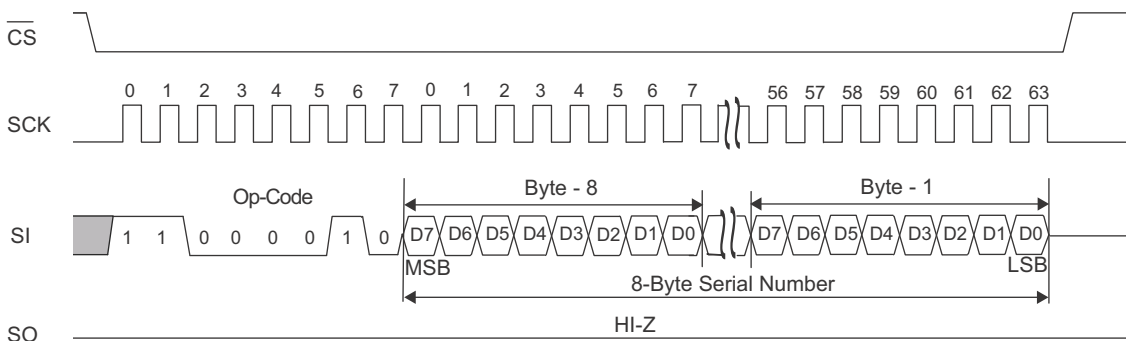 CS
0 1 2 3 4 5 6 7 0 1 2 3 4 5 6 7 56 57 58 59 60 61 62 63
SCK
Op-Code Byte - 8 Byte - 1
SI 1 1 0 0 0 0 1 0 D7 D6 D5 D4 D3 D2 D1 D0 D7 D6 D5 D4 D3 D2 D1 D0
MSB LSB
8-Byte Serial Number
HI-Z
SO